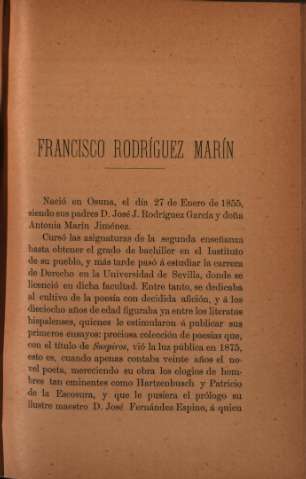 FRANCISCO RODRÍGUEZ MARÍN
Nació en Osuna, el día 27 de Enero de 1855,
siendo sus padres D. José J. Rodríguez García y doña
Antonia Marín Jiménez.
Cursó las asignaturas de la segunda enseñanza
hasta obtener el grado de bachiller en el Instituto
de su pueblo, y más tarde pasó á estudiar la carrera
de Derecho en la Universidad de Sevilla, donde se
licenció en dicha facultad. Entre tanto, se dedicaba
al cultivo de la poesía con decidida afición, y á los
dieciocho años de edad figuraba ya entre los literatos
hispalenses, quienes le estimularon á publicar sus
primeros ensayos: preciosa colección de poesías que,
con el título de Suspiros, vió la luz pública en 1875,
esto es, cuando apenas contaba veinte años el no-
vel poeta, mereciendo su obra los elogios de hom-
bres tan eminentes como Hartzenbusch y Patricio
de la Escosura, y que le pusiera el prólogo su
ilustre maestro D. José Fernández Espino, á quien